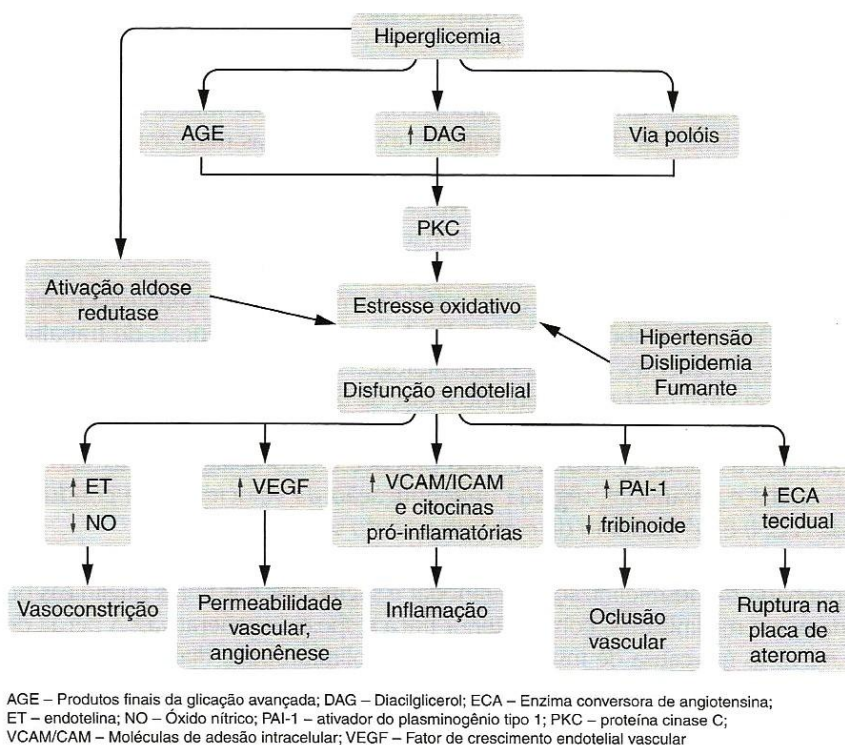 Hiperglicemia
AGE
↑ DAG
Via polóis
PKC
Ativação aldose
redutase
Estresse oxidativo
Hipertensão
Dislipidemia
Fumante
Disfunção endotelial
↑ ET
↓ NO
↑ VEGF
↑ VCAM/ICAM
e citocinas
pró-inflamatórias
↑ PAI-1
↓ fribinoide
↑ ECA
tecidual
Vasoconstrição
Permeabilidade
vascular,
angionênese
Inflamação
Oclusão
vascular
Ruptura na
placa de
ateroma
AGE – Produtos finais da glicação avançada; DAG – Diacilglicerol; ECA – Enzima conversora de angiotensina;
ET – endotelina; NO – Óxido nítrico; PAI-1 – ativador do plasminogênio tipo 1; PKC – proteína cinase C;
VCAM/CAM – Moléculas de adesão intracelular; VEGF – Fator de crescimento endotelial vascular